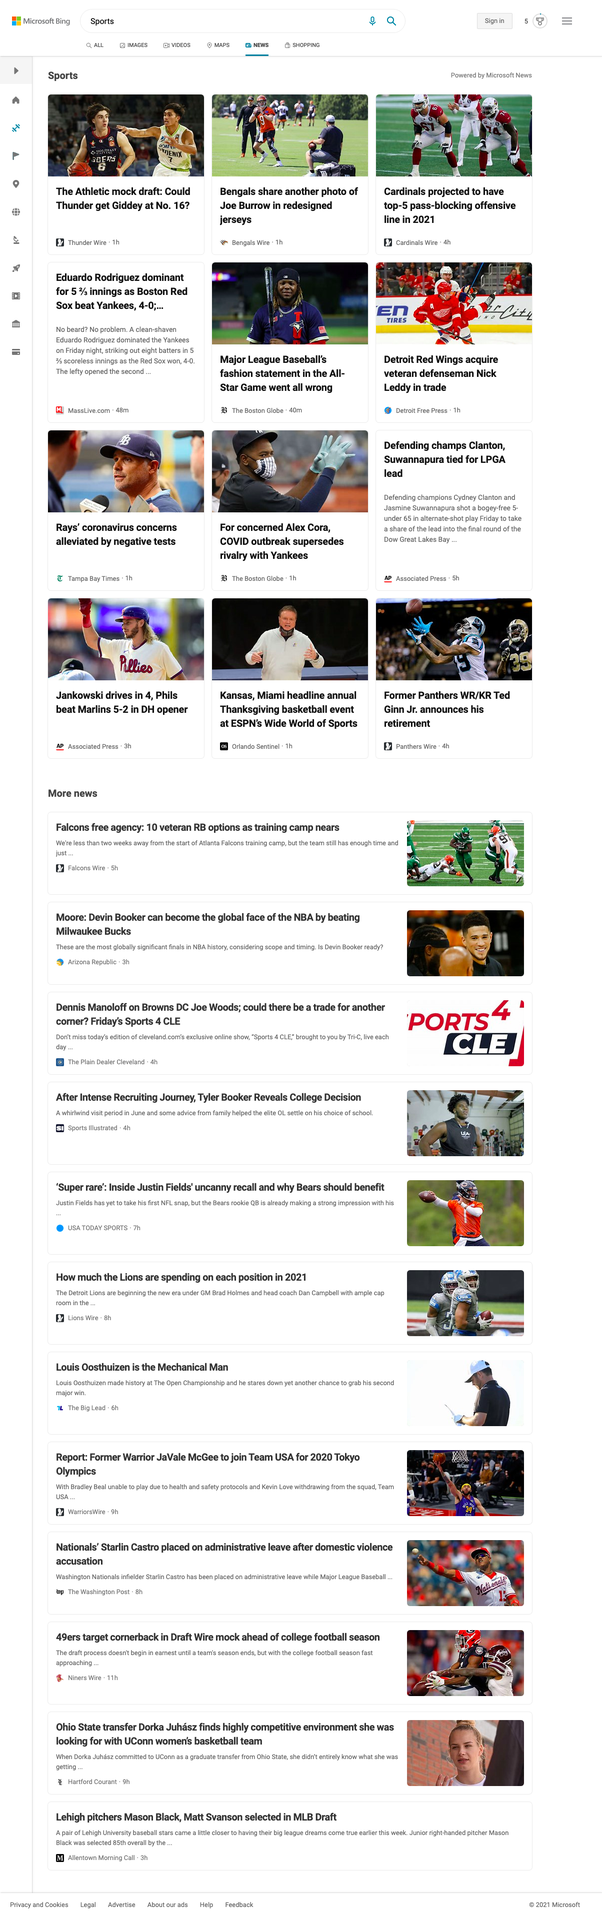 Microsoft Bing
Sports
Sign in
5
ALL
IMAGES
VIDEOS
MAPS
NEWS
SHOPPING
Sports
Powered by Microsoft News
The Athletic mock draft: Could
Thunder get Giddey at No. 16?
Thunder Wire · 1h
Bengals share another photo of
Joe Burrow in redesigned
jerseys
Bengals Wire · 1h
Cardinals projected to have
top-5 pass-blocking offensive
line in 2021
Cardinals Wire · 4h
Eduardo Rodriguez dominant
for 5 ⅔ innings as Boston Red
Sox beat Yankees, 4-0;...
No beard? No problem. A clean-shaven
Eduardo Rodriguez dominated the Yankees
on Friday night, striking out eight batters in 5
⅔ scoreless innings as the Red Sox won, 4-0.
The lefty opened the second ...
MassLive.com · 48m
Major League Baseball's
fashion statement in the All-
Star Game went all wrong
The Boston Globe · 40m
EN
TIRES
Detroit Red Wings acquire
veteran defenseman Nick
Leddy in trade
Detroit Free Press · 1h
Rays' coronavirus concerns
alleviated by negative tests
Tampa Bay Times · 1h
For concerned Alex Cora,
COVID outbreak supersedes
rivalry with Yankees
The Boston Globe · 1h
Defending champs Clanton,
Suwannapura tied for LPGA
lead
Defending champions Cydney Clanton and
Jasmine Suwannapura shot a bogey-free 5-
under 65 in alternate-shot play Friday to take
a share of the lead into the final round of the
Dow Great Lakes Bay ...
AP Associated Press · 5h
Phillies
Jankowski drives in 4, Phils
beat Marlins 5-2 in DH opener
AP Associated Press · 3h
Kansas, Miami headline annual
Thanksgiving basketball event
at ESPN's Wide World of Sports
Orlando Sentinel · 1h
Former Panthers WR/KR Ted
Ginn Jr. announces his
retirement
Panthers Wire · 4h
More news
Falcons free agency: 10 veteran RB options as training camp nears
We're less than two weeks away from the start of Atlanta Falcons training camp, but the team still has enough time and
just ...
Falcons Wire · 5h
Moore: Devin Booker can become the global face of the NBA by beating
Milwaukee Bucks
These are the most globally significant finals in NBA history, considering scope and timing. Is Devin Booker ready?
Arizona Republic · 3h
Dennis Manoloff on Browns DC Joe Woods; could there be a trade for another
corner? Friday's Sports 4 CLE
Don't miss today's edition of cleveland.com's exclusive online show, "Sports 4 CLE," brought to you by Tri-C, live each
day ...
The Plain Dealer Cleveland · 4h
PORTS 4
CLE
After Intense Recruiting Journey, Tyler Booker Reveals College Decision
A whirlwind visit period in June and some advice from family helped the elite OL settle on his choice of school.
Sports Illustrated · 4h
'Super rare': Inside Justin Fields' uncanny recall and why Bears should benefit
Justin Fields has yet to take his first NFL snap, but the Bears rookie QB is already making a strong impression with his
...
USA TODAY SPORTS · 7h
How much the Lions are spending on each position in 2021
The Detroit Lions are beginning the new era under GM Brad Holmes and head coach Dan Campbell with ample cap
room in the ...
Lions Wire · 8h
Louis Oosthuizen is the Mechanical Man
Louis Oosthuizen made history at The Open Championship and he stares down yet another chance to grab his second
major win.
The Big Lead · 6h
Report: Former Warrior JaVale McGee to join Team USA for 2020 Tokyo
Olympics
With Bradley Beal unable to play due to health and safety protocols and Kevin Love withdrawing from the squad, Team
USA ...
WarriorsWire · 9h
Nationals' Starlin Castro placed on administrative leave after domestic violence
accusation
Washington Nationals infielder Starlin Castro has been placed on administrative leave while Major League Baseball ...
wp The Washington Post · 8h
49ers target cornerback in Draft Wire mock ahead of college football season
The draft process doesn't begin in earnest until a team's season ends, but with the college football season fast
approaching ...
Niners Wire · 11h
Ohio State transfer Dorka Juhász finds highly competitive environment she was
looking for with UConn women's basketball team
When Dorka Juhász committed to UConn as a graduate transfer from Ohio State, she didn't entirely know what she was
getting ...
Hartford Courant · 9h
Lehigh pitchers Mason Black, Matt Svanson selected in MLB Draft
A pair of Lehigh University baseball stars came a little closer to having their big league dreams come true earlier this week. Junior right-handed pitcher Mason
Black was selected 85th overall by the ...
Allentown Morning Call · 3h
Privacy and Cookies
Legal
Advertise
About our ads
Help
Feedback
© 2021 Microsoft